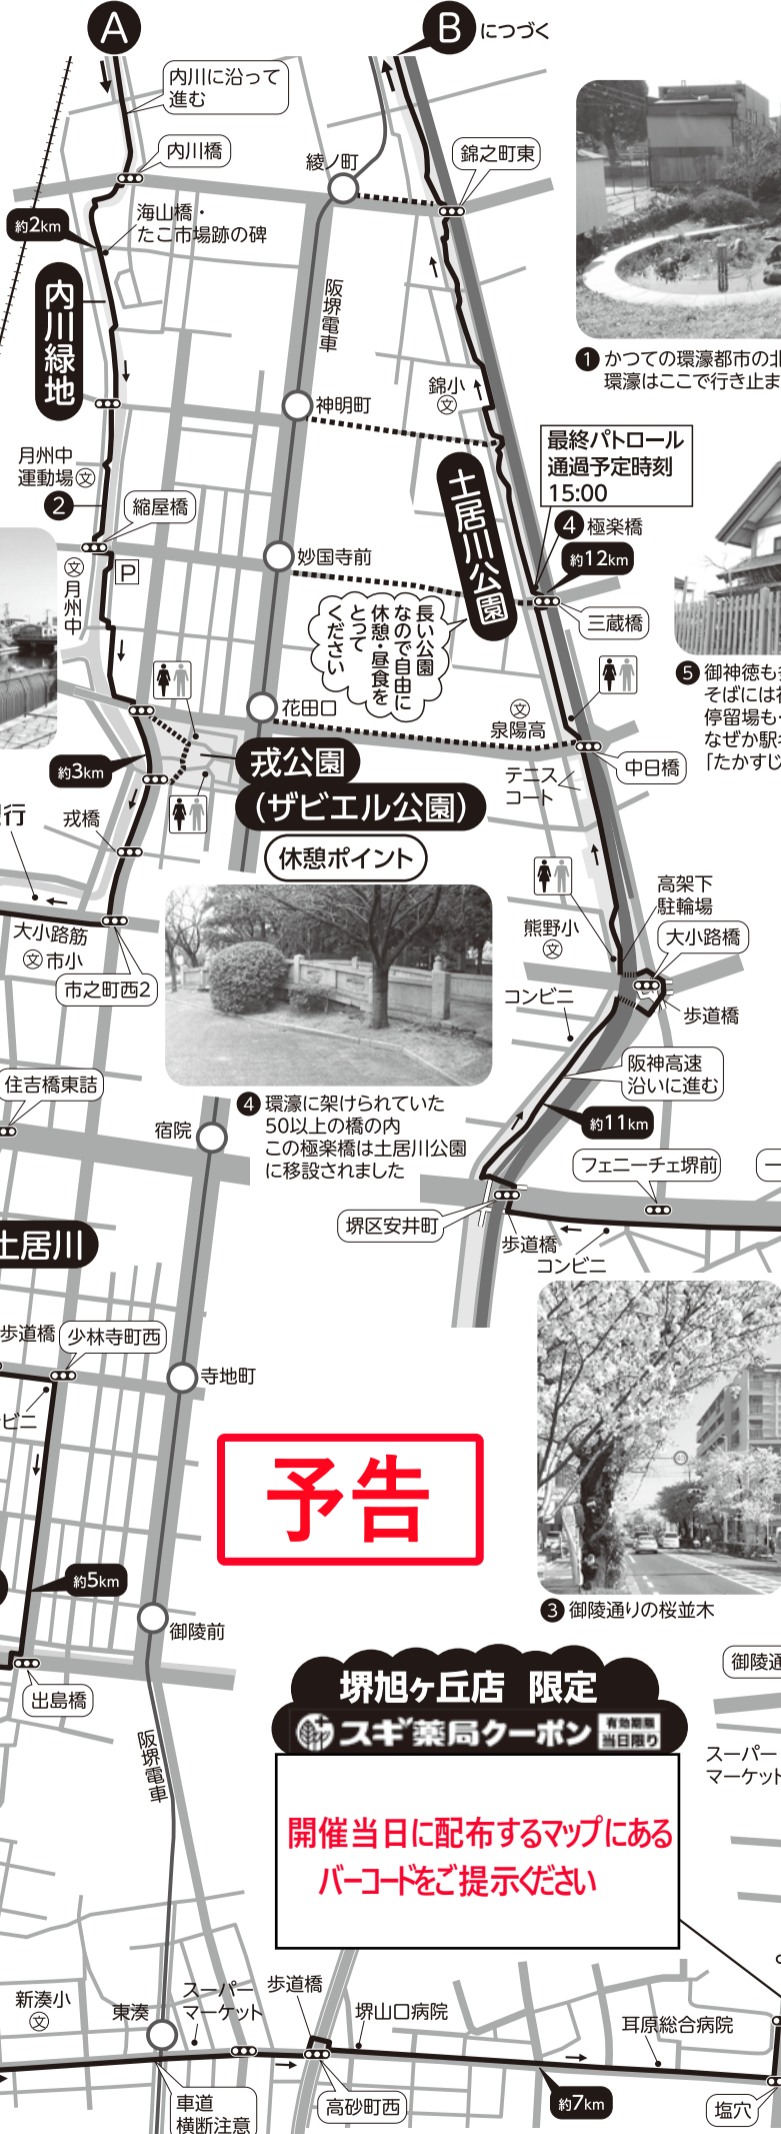 A
B につづく
内川に沿って
進む
内川橋
綾ノ町
錦之町東
約2km
海山橋・
たこ市場跡の碑
内川緑地
阪堺電車
1 かつての環濠都市の北
環濠はここで行き止ま
錦小
文
神明町
最終パトロール
通過予定時刻
15:00
月州中
運動場 文
2
土居川公園
4 極楽橋
縮屋橋
約12km
妙国寺前
P
文 月州中
三蔵橋
長い公園
なので自由に
休憩・昼食を
とって
ください
5 御神徳も
そばには
停留場も
なぜか駅
「たかすじ
花田口
文
泉陽高
中日橋
約3km
戎公園
(ザビエル公園)
テニス
コート
行
戎橋
休憩ポイント
高架下
駐輪場
熊野小
文
大小路橋
大小路筋
文 市小
市之町西2
コンビニ
歩道橋
阪神高速
沿いに進む
住吉橋東詰
4 環濠に架けられていた
50以上の橋の内
この極楽橋は土居川公園
に移設されました
宿院
約11km
フェニーチェ堺前
一
堺区安井町
歩道橋
コンビニ
土居川
歩道橋
少林寺町西
寺地町
ビニ
予告
約5km
3 御陵通りの桜並木
御陵前
出島橋
御陵通
堺旭ヶ丘店 限定
スギ薬局クーポン 有効期限
当日限り
阪堺電車
スーパー
マーケット
開催当日に配布するマップにある
バーコードをご提示ください
新湊小
文
東湊
スーパー
マーケット
歩道橋
堺山口病院
耳原総合病院
車道
横断注意
高砂町西
約7km
塩穴